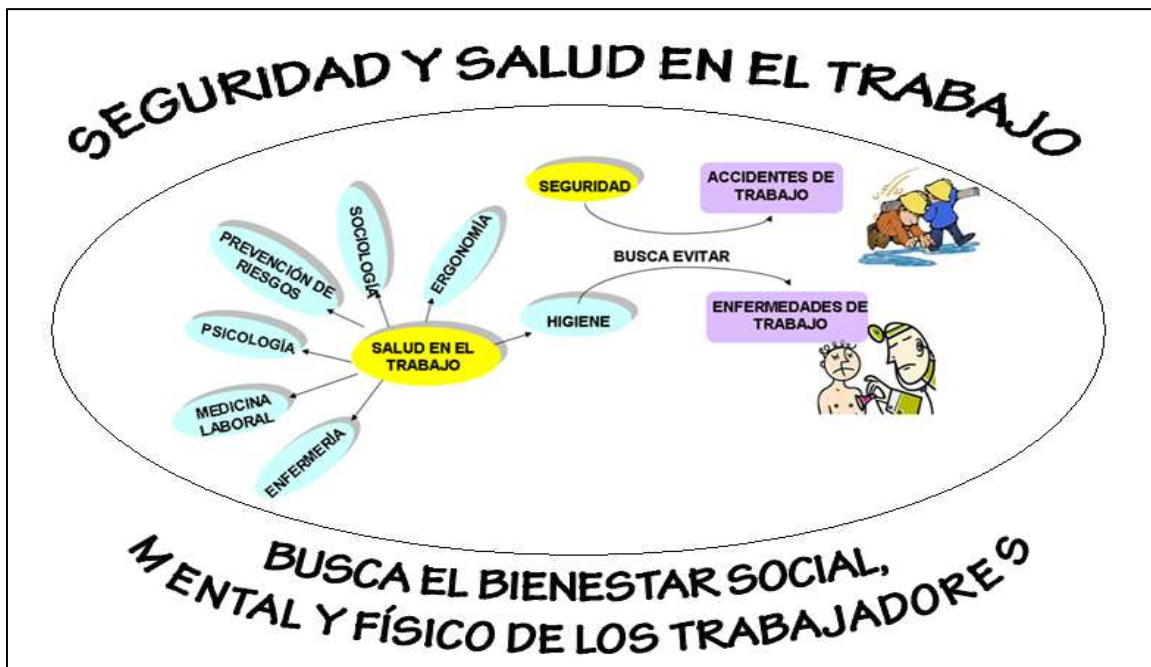 SEGURIDAD Y SALUD EN EL TRABAJO
SEGURIDAD
ACCIDENTES DE
TRABAJO
SOCIOLOGÍA
ERGONOMÍA
PREVENCIÓN DE
RIESGOS
BUSCA EVITAR
PSICOLOGÍA
SALUD EN EL
TRABAJO
HIGIENE
ENFERMEDADES DE
TRABAJO
MEDICINA
LABORAL
ENFERMERÍA
BUSCA EL BIENESTAR SOCIAL,
MENTAL Y FÍSICO DE LOS TRABAJADORES